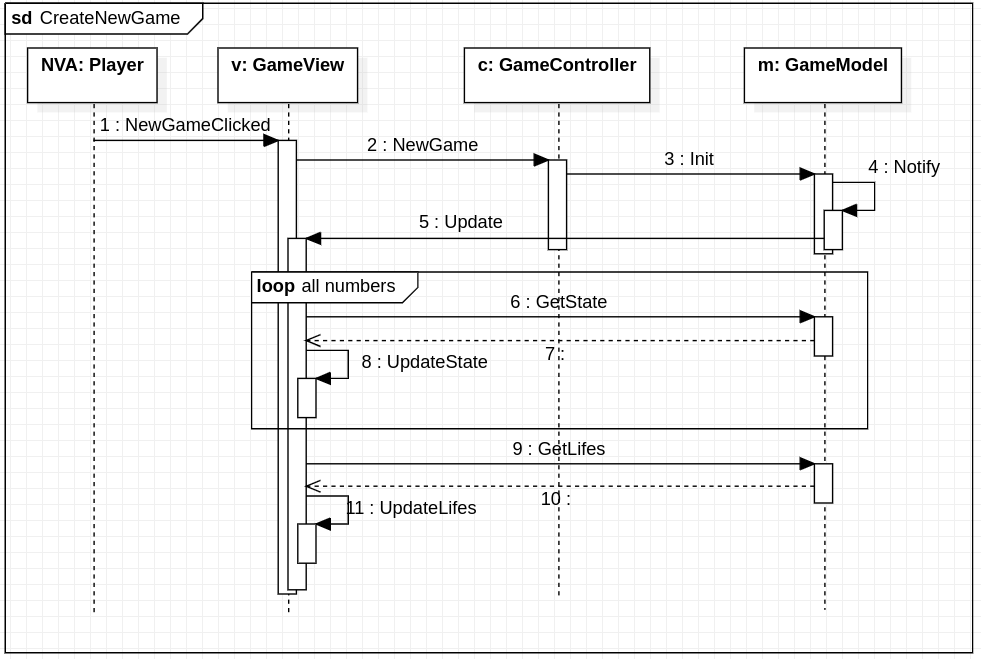 sd CreateNewGame
NVA: Player
v: GameView
c: GameController
m: GameModel
1 : NewGameClicked
2 : NewGame
3 : Init
4 : Notify
5 : Update
loop all numbers
6 : GetState
7 :
8 : UpdateState
9 : GetLifes
10 :
11 : UpdateLifes